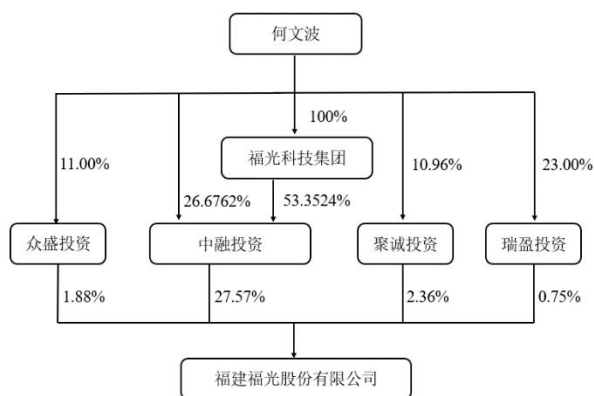 何文波
100%
福光科技集团
11.00%
26.6762%
53.3524%
10.96%
23.00%
众盛投资
中融投资
聚诚投资
瑞盈投资
1.88%
27.57%
2.36%
0.75%
福建福光股份有限公司